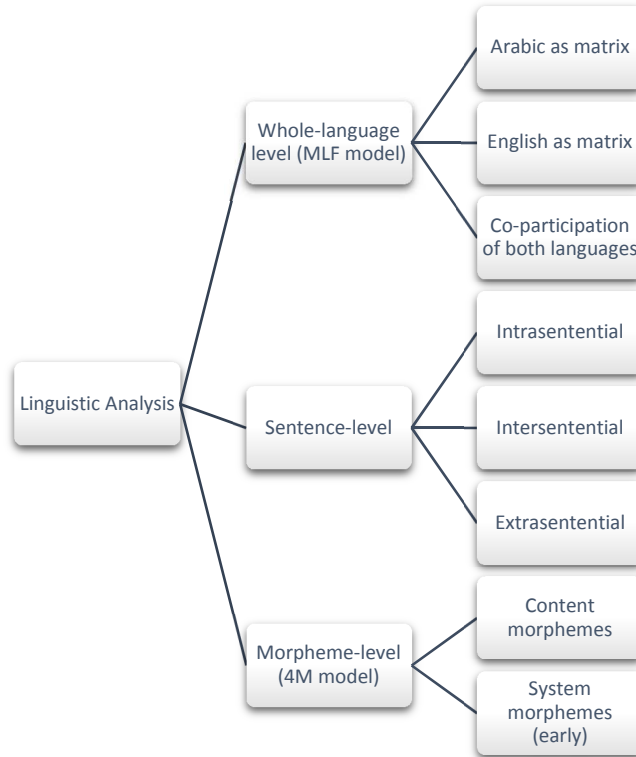 Linguistic Analysis
Whole-language
level (MLF model)
Arabic as matrix
English as matrix
Co-participation
of both languages
Sentence-level
Intrasentential
Intersentential
Extrasentential
Morpheme-level
(4M model)
Content
morphemes
System
morphemes
(early)